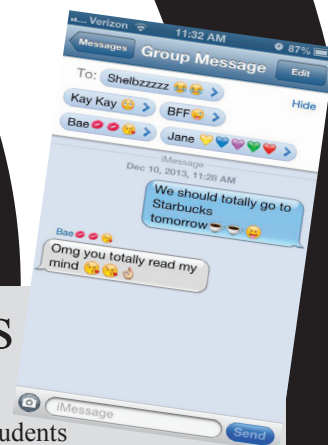 ... Verizon 11:32 AM 87%
Messages Group Message Edit
To: Shelbzzzzz 😂😂 >
Kay Kay 😳 > BFF😜 > Hide
Bae💋💋😘 > Jane 💛💙💜💚❤️ >
iMessage
Dec 10, 2013, 11:28 AM
We should totally go to
Starbucks
tomorrow☕☕😛
Bae💋💋😘
Omg you totally read my
mind 😘😘👌
iMessage Send
s
udents